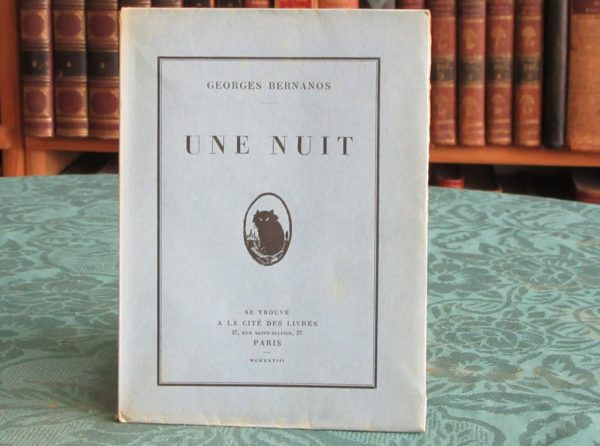 GEORGES BERNANOS
UNE NUIT
SE TROUVE
A LA CITÉ DES LIVRES
27, RUE SAINT-SULPICE, 27
PARIS
MCMXXVIII